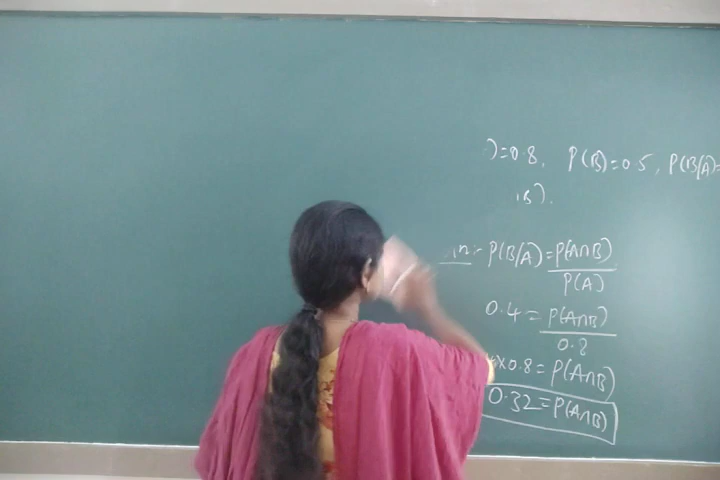 )=0.8, P(B)=0.5, P(B/A)=
B).
n:- P(B/A)=P(A∩B)
P(A)
0.4=P(A∩B)
0.8
×0.8=P(A∩B)
0.32=P(A∩B)